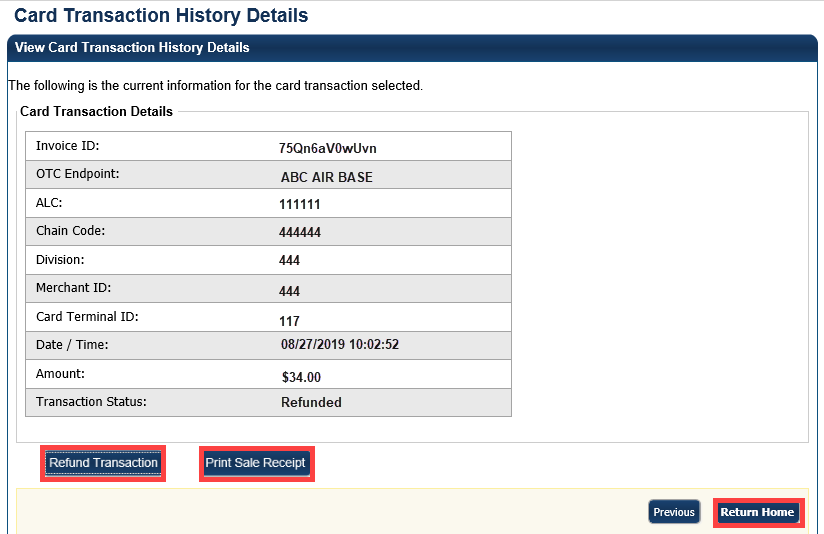 Card Transaction History Details
View Card Transaction History Details
The following is the current information for the card transaction selected.
Card Transaction Details
Invoice ID: 75Qn6aV0wUvn
OTC Endpoint: ABC AIR BASE
ALC: 111111
Chain Code: 444444
Division: 444
Merchant ID: 444
Card Terminal ID: 117
Date / Time: 08/27/2019 10:02:52
Amount: $34.00
Transaction Status: Refunded
Refund Transaction Print Sale Receipt
Previous Return Home